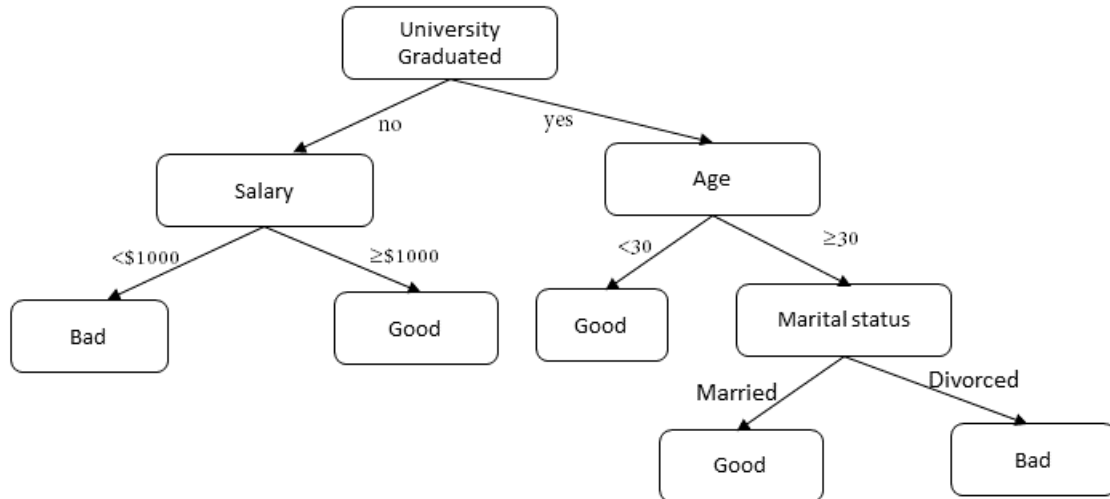 University
Graduated
no
yes
Salary
Age
<$1000
≥$1000
<30
≥30
Bad
Good
Good
Marital status
Married
Divorced
Good
Bad